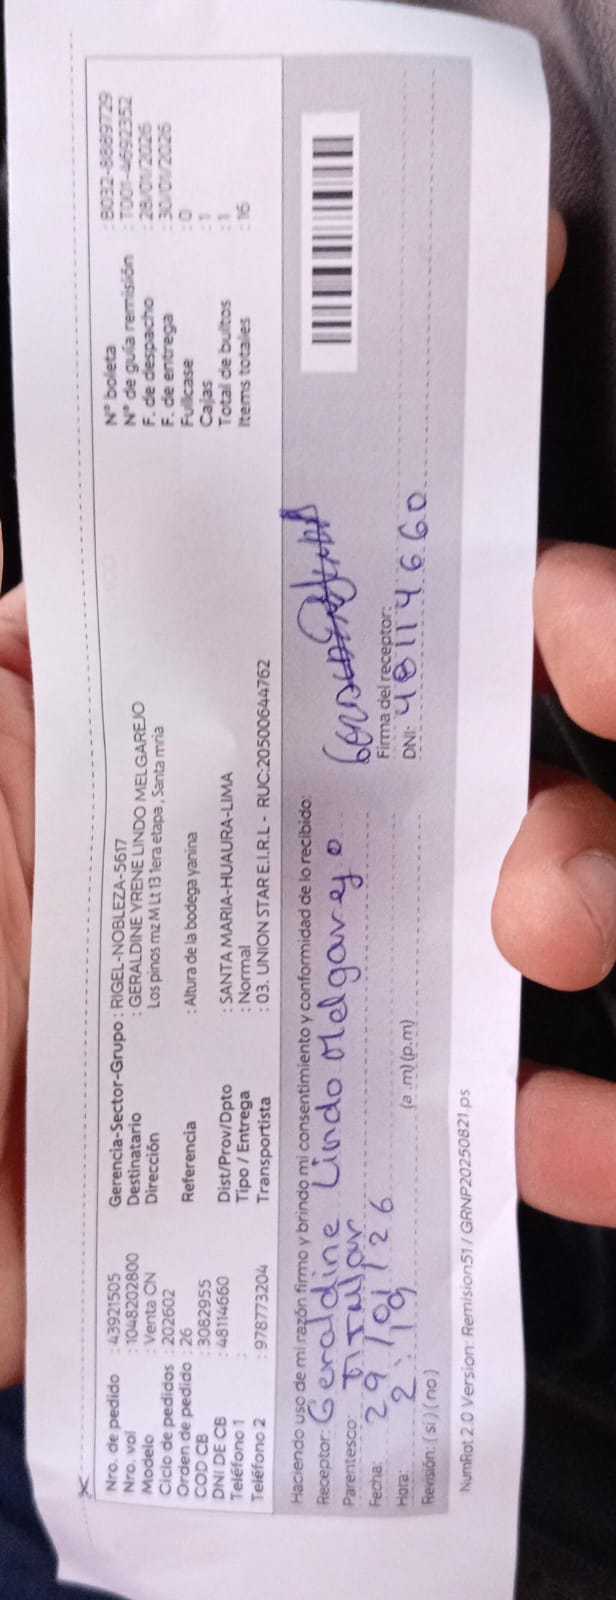 Nro. de pedido : 43921505
Nro. vol : 1048202800
Modelo : Venta CN
Ciclo de pedidos : 202602
Orden de pedido : 26
COD CB : 3082955
DNI DE CB : 48114660
Teléfono 1 :
Teléfono 2 : 978773204
Gerencia-Sector-Grupo : RIGEL-NOBLEZA-5617
Destinatario : GERALDINE YRENE LINDO MELGAREJO
Dirección Los pinos mz M Lt 13 1era etapa , Santa mria
Referencia : Altura de la bodega yanina
Dist/Prov/Dpto : SANTA MARIA-HUAURA-LIMA
Tipo / Entrega : Normal
Transportista : 03. UNION STAR E.I.R.L - RUC:20500644762
N° boleta : B032-8889729
N° de guía remisión : T001-4692352
F. de despacho : 28/01/2026
F. de entrega : 30/01/2026
Fullcase : 0
Cajas : 1
Total de bultos : 1
Items totales : 16
Haciendo uso de mi razón firmo y brindo mi consentimiento y conformidad de lo recibido:
Receptor: Geraldine Lindo Melgarejo
Parentesco: Titular
Fecha: 29/01/26
Hora: 2:19 (a .m) (p.m)
Revisión: ( si ) ( no )
Firma del receptor:
DNI: 48114660
NumRot 2.0 Version: Remision51 / GRNP20250821.ps